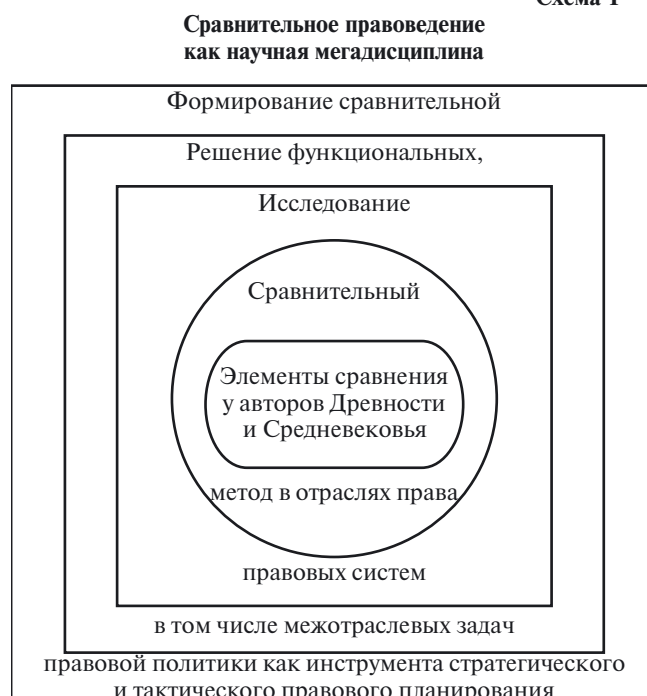 Схема 1
Сравнительное правоведение
как научная мегадисциплина
Формирование сравнительной
Решение функциональных,
Исследование
Сравнительный
Элементы сравнения
у авторов Древности
и Средневековья
метод в отраслях права
правовых систем
в том числе межотраслевых задач
правовой политики как инструмента стратегического
и тактического правового планирования